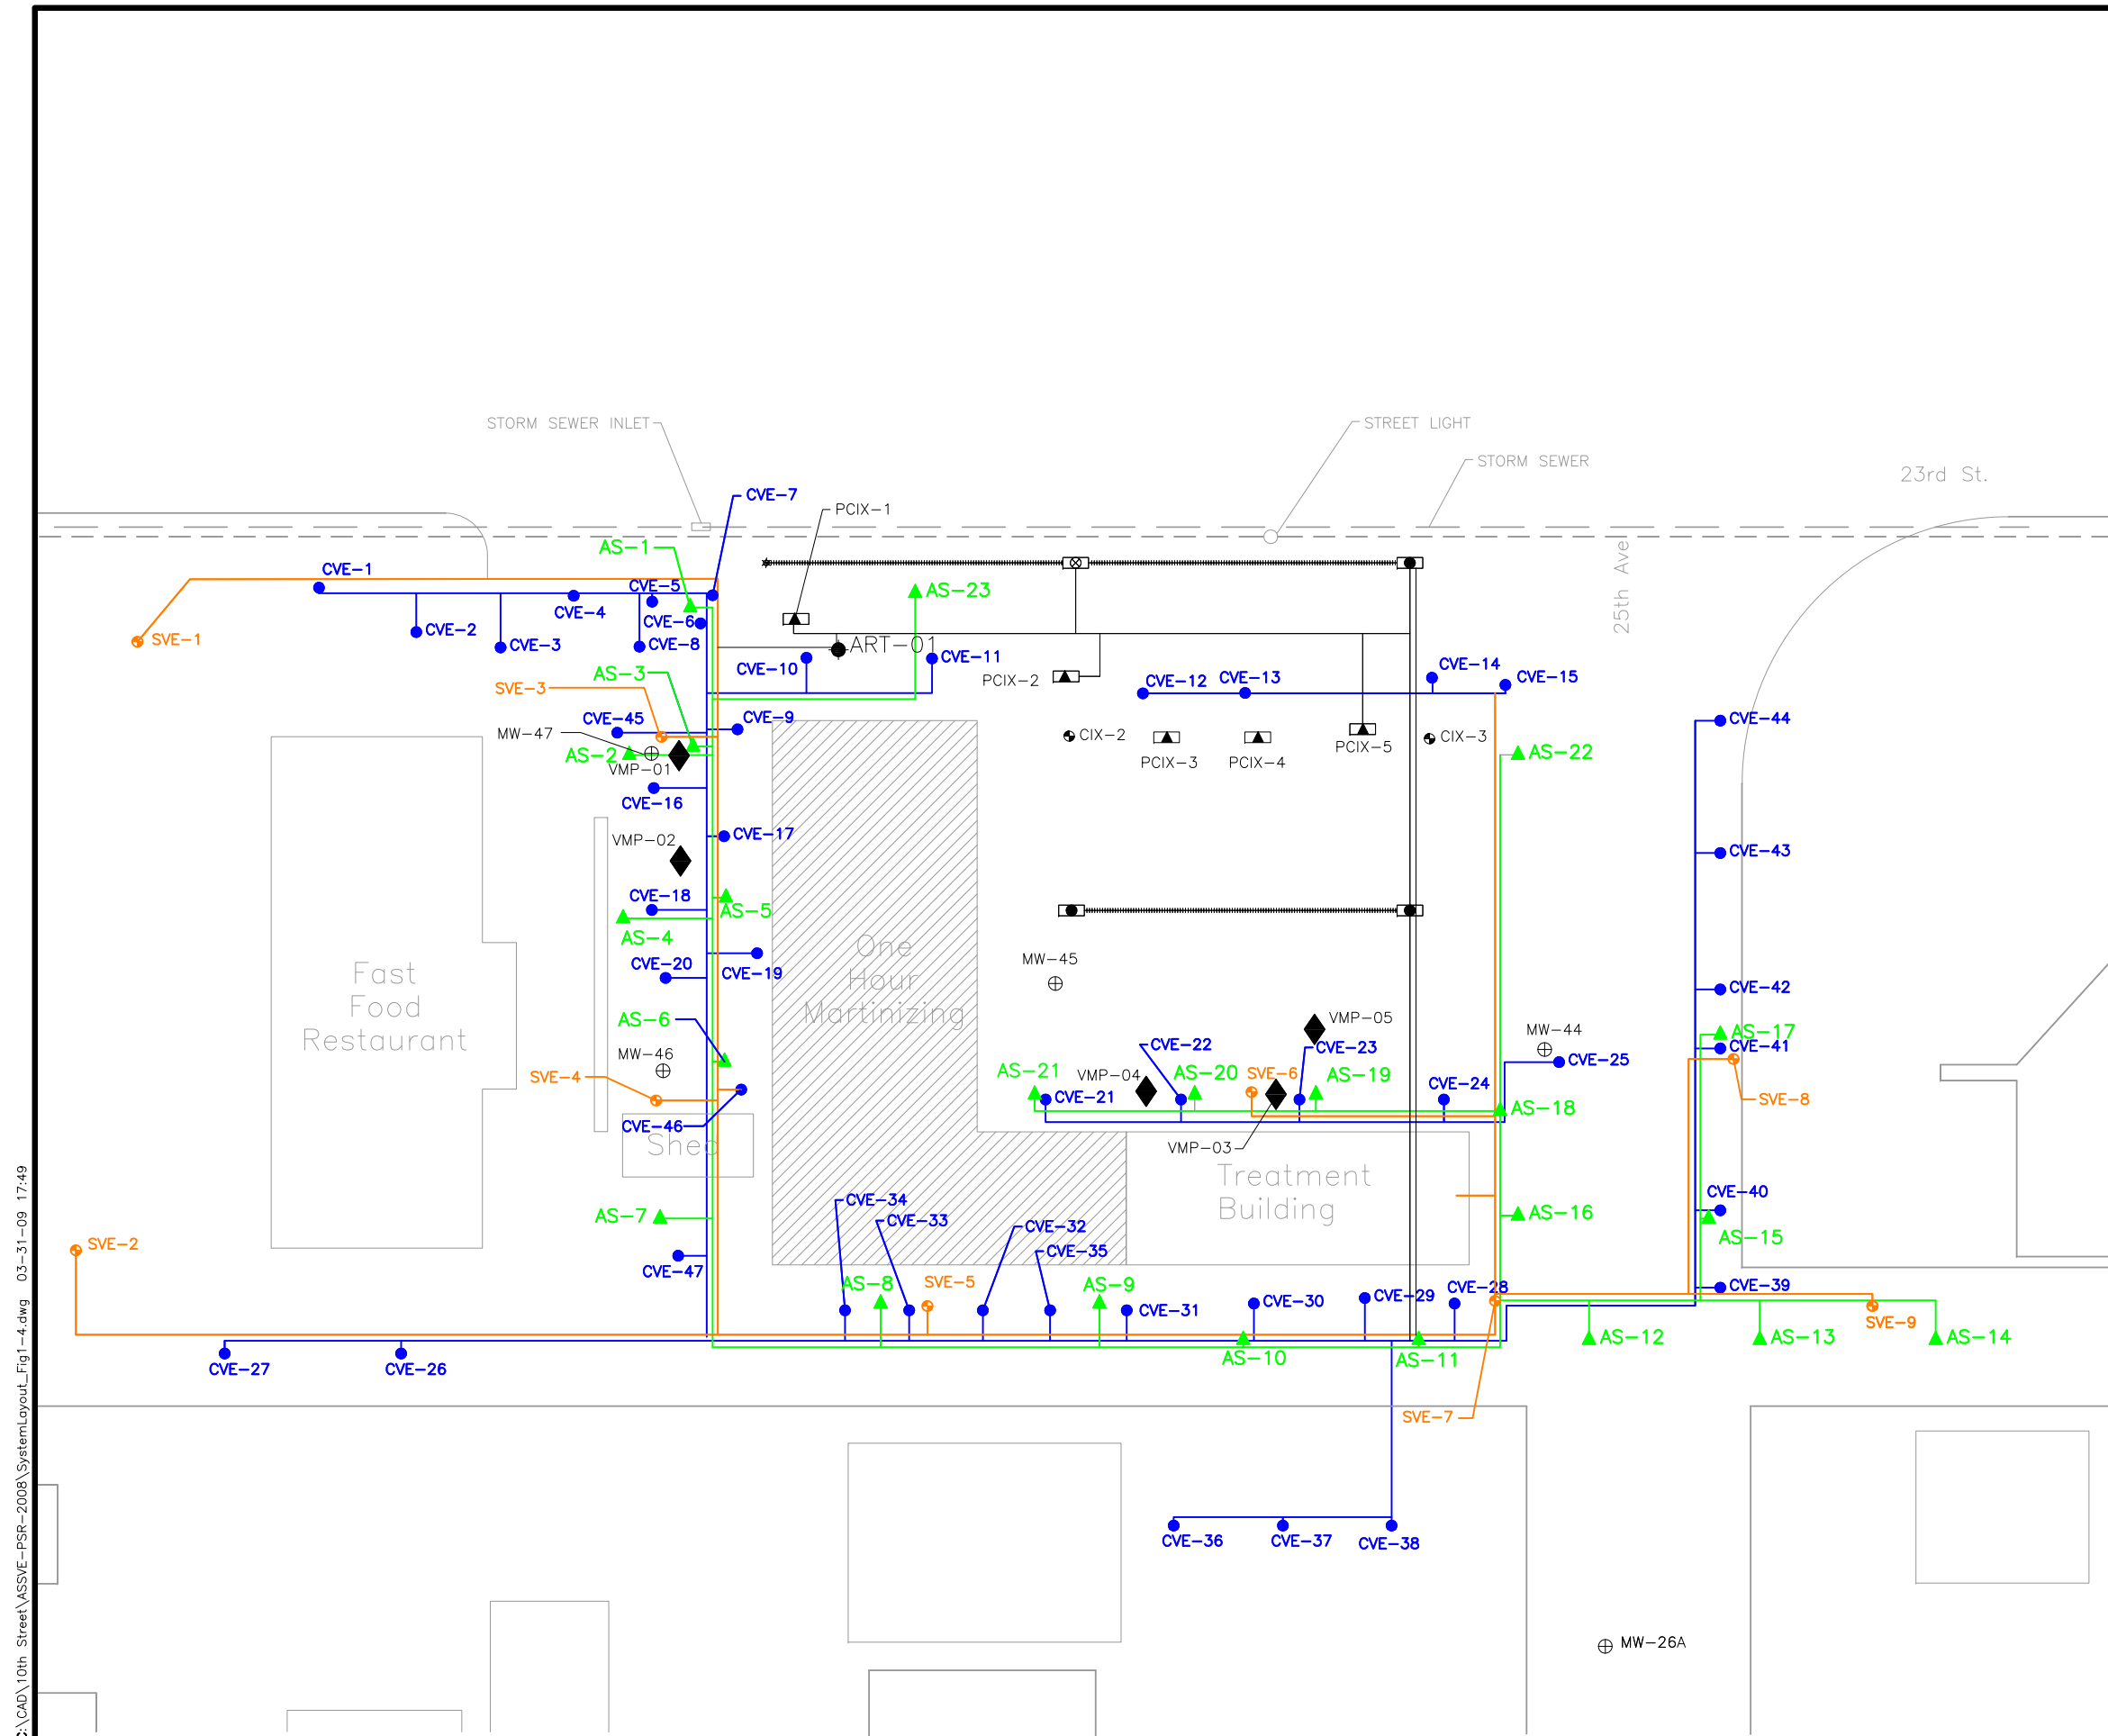 STORM SEWER INLET
STREET LIGHT
STORM SEWER
23rd St.
25th Ave
CVE-7
PCIX-1
AS-1
CVE-1
CVE-5
AS-23
CVE-4
CVE-6
CVE-2
CVE-3
CVE-8
SVE-1
ART-01
CVE-10
CVE-11
AS-3
SVE-3
PCIX-2
CVE-12
CVE-13
CVE-14
CVE-15
CVE-45
CVE-9
MW-47
AS-2
VMP-01
CIX-2
PCIX-3
PCIX-4
PCIX-5
CIX-3
CVE-44
AS-22
CVE-16
CVE-17
VMP-02
CVE-43
CVE-18
AS-5
AS-4
CVE-20
CVE-19
One
Hour
Martinizing
Fast
Food
Restaurant
MW-45
CVE-42
AS-6
VMP-05
MW-44
AS-17
CVE-41
MW-46
CVE-22
CVE-23
CVE-25
SVE-4
AS-21
VMP-04
AS-20
SVE-6
AS-19
CVE-24
CVE-21
SVE-8
AS-18
CVE-46
Shed
VMP-03
Treatment
Building
CVE-40
CVE-34
CVE-33
AS-7
AS-16
CVE-32
SVE-2
CVE-35
AS-15
CVE-47
AS-8
SVE-5
AS-9
CVE-28
CVE-39
CVE-29
CVE-30
CVE-31
SVE-9
AS-12
AS-13
AS-14
AS-10
AS-11
CVE-27
CVE-26
SVE-7
CVE-36
CVE-37
CVE-38
MW-26A
C:\CAD\10th Street\ASSVE-PSR-2008\SystemLayout_Fig1-4.dwg 03-31-09 17:49